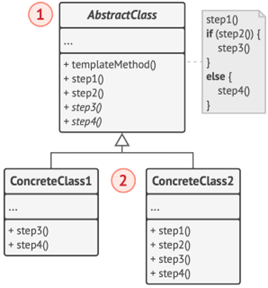 1
AbstractClass
...
+ templateMethod()
+ step1()
+ step2()
+ step3()
+ step4()
step1()
if (step2()) {
step3()
}
else {
step4()
}
2
ConcreteClass1
...
+ step3()
+ step4()
ConcreteClass2
...
+ step1()
+ step2()
+ step3()
+ step4()